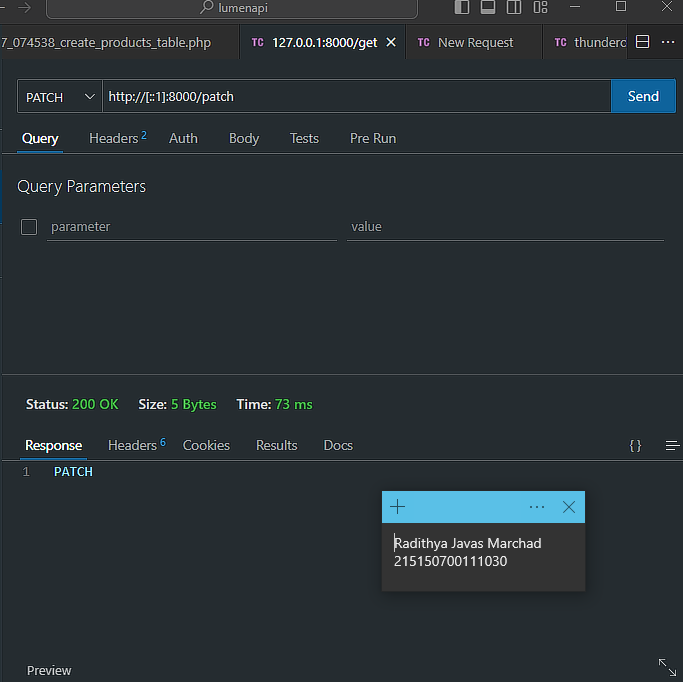 lumenapi
7_074538_create_products_table.php
TC 127.0.0.1:8000/get
TC New Request
TC thunderc
PATCH
http://[::1]:8000/patch
Send
Query
Headers 2
Auth
Body
Tests
Pre Run
Query Parameters
parameter
value
Status: 200 OK
Size: 5 Bytes
Time: 73 ms
Response
Headers 6
Cookies
Results
Docs
{ }
1 PATCH
Radithya Javas Marchad
215150700111030
Preview